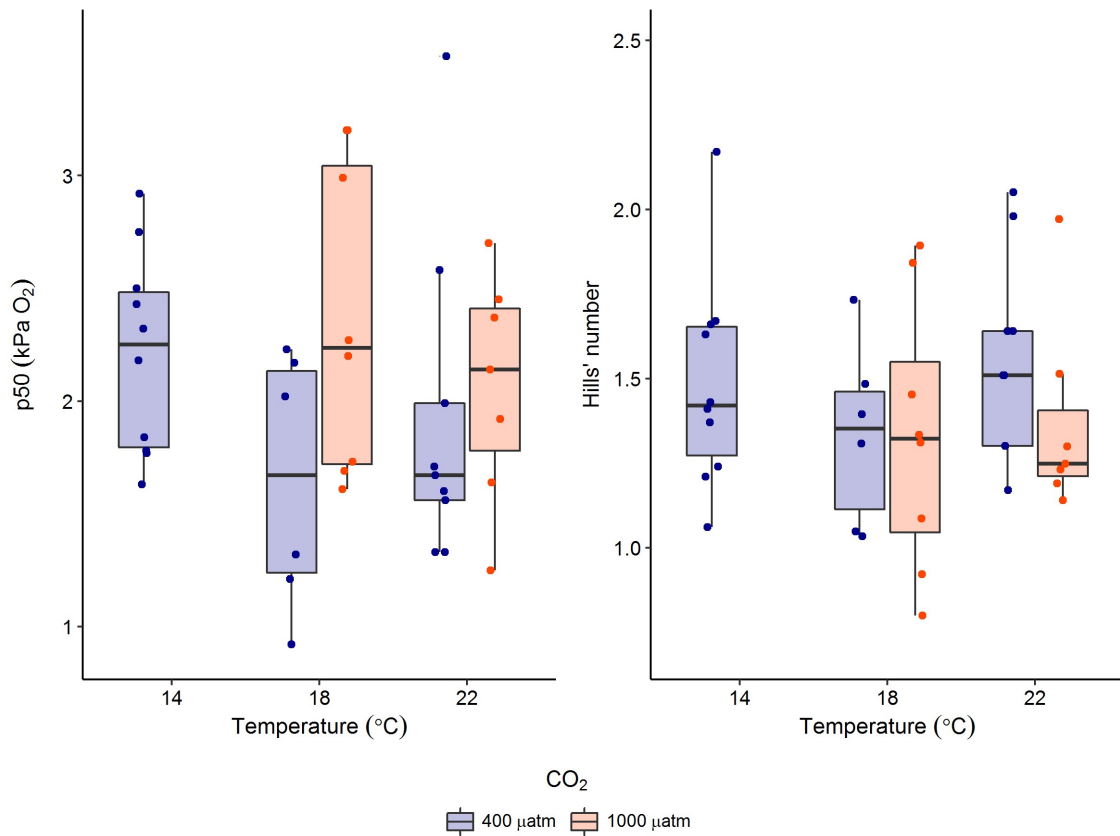 p50 (kPa O₂)
3
2
1
14 18 22
Temperature (°C)
Hills' number
2.5
2.0
1.5
1.0
14 18 22
Temperature (°C)
CO₂
400 μatm 1000 μatm